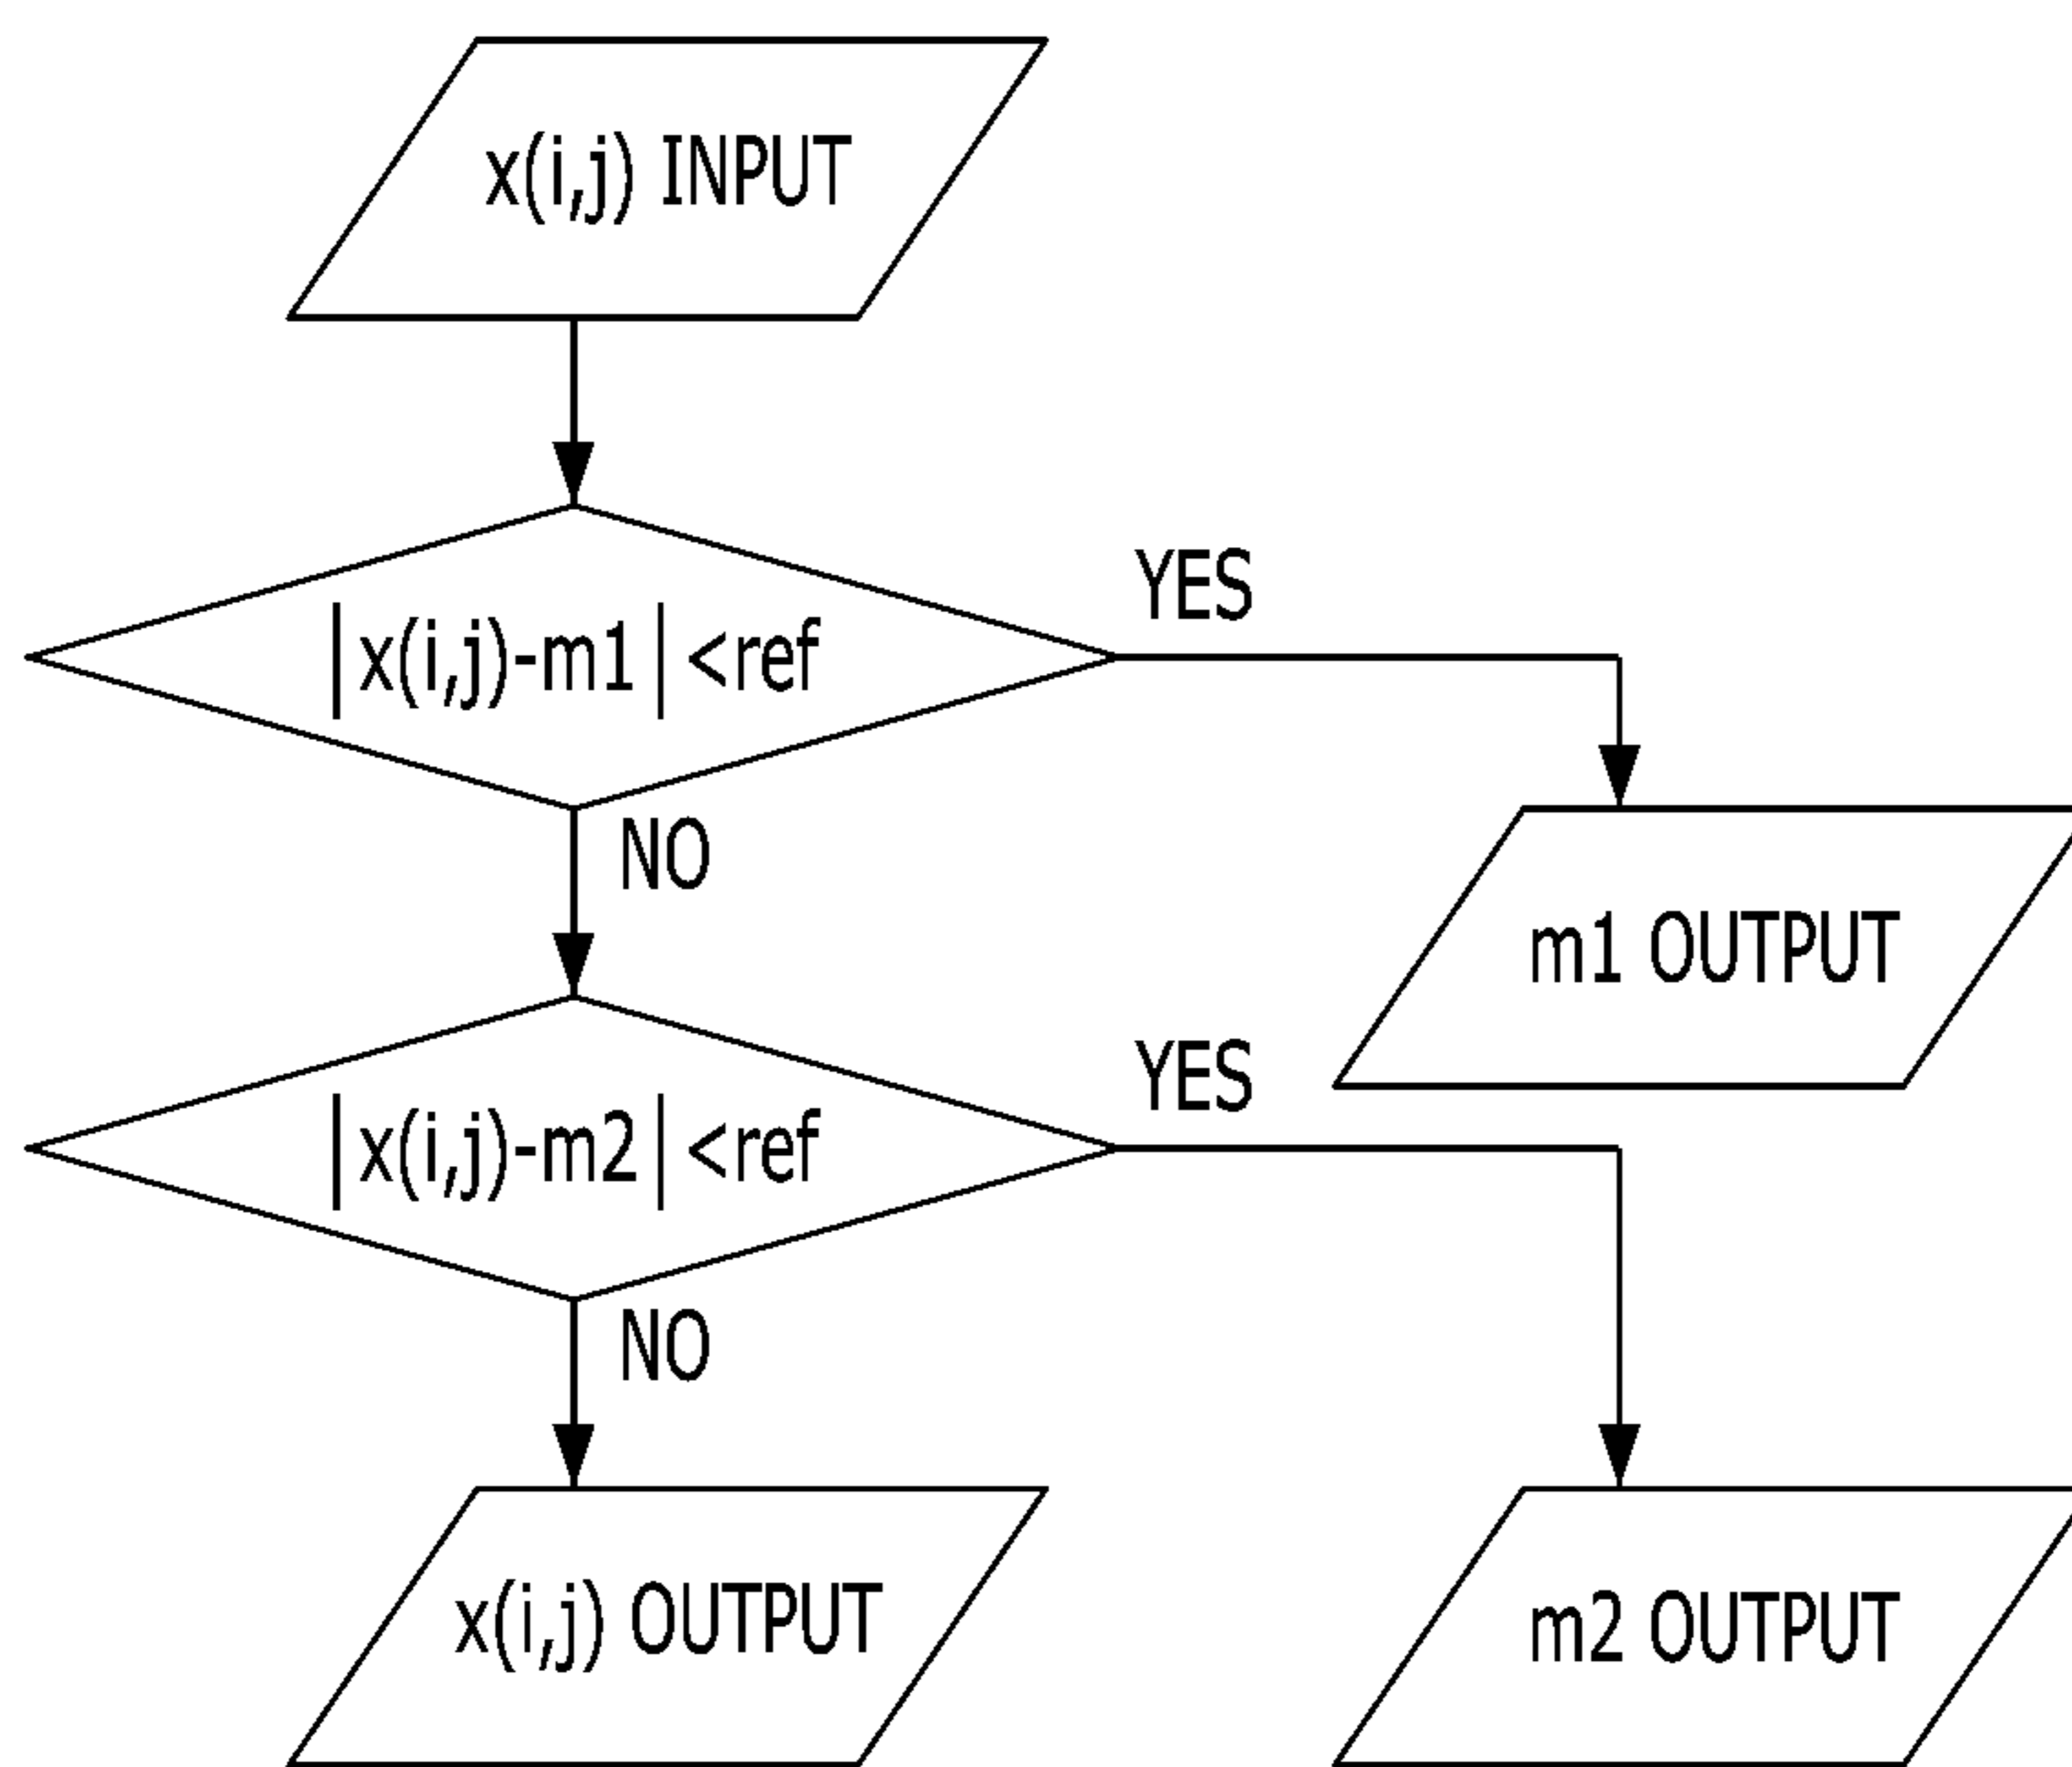 x(i,j) INPUT
|x(i,j)-m1|<ref
YES
NO
m1 OUTPUT
|x(i,j)-m2|<ref
YES
NO
x(i,j) OUTPUT
m2 OUTPUT